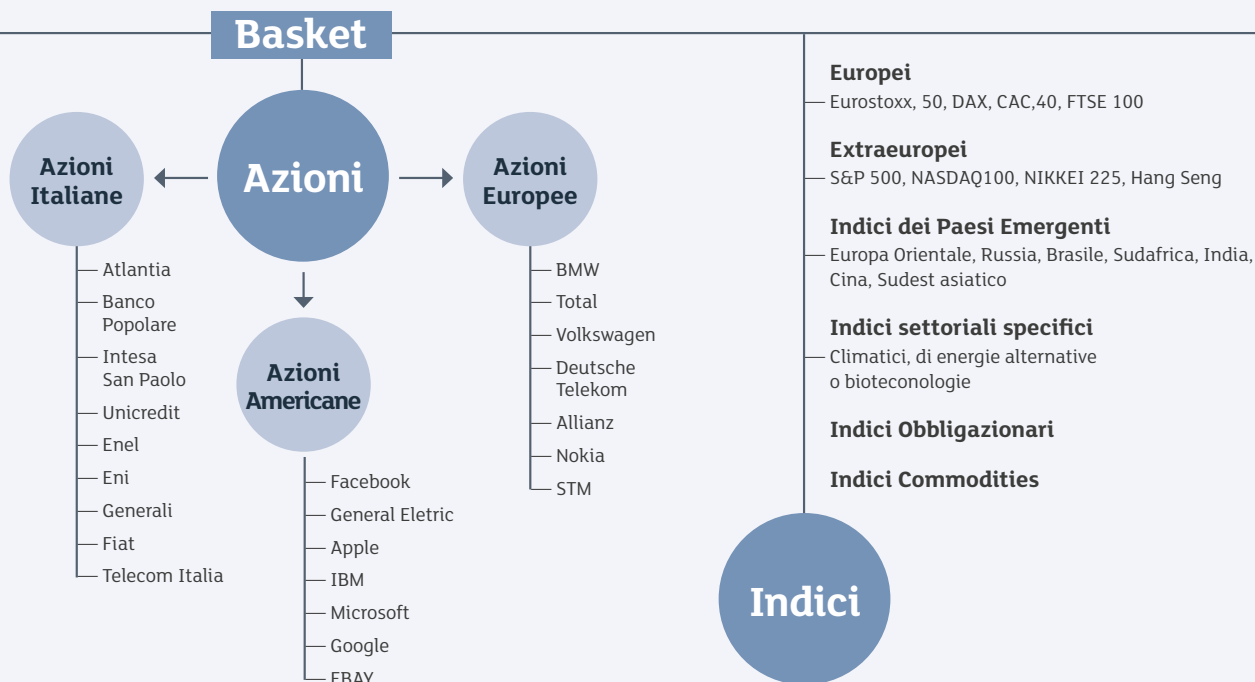 Basket
Azioni
Azioni
Italiane
Atlantia
Banco
Popolare
Intesa
San Paolo
Unicredit
Enel
Eni
Generali
Fiat
Telecom Italia
Azioni
Americane
Facebook
General Eletric
Apple
IBM
Microsoft
Google
EBAY
Azioni
Europee
BMW
Total
Volkswagen
Deutsche
Telekom
Allianz
Nokia
STM
Europei
Eurostoxx, 50, DAX, CAC,40, FTSE 100
Extraeuropei
S&P 500, NASDAQ100, NIKKEI 225, Hang Seng
Indici dei Paesi Emergenti
Europa Orientale, Russia, Brasile, Sudafrica, India,
Cina, Sudest asiatico
Indici settoriali specifici
Climatici, di energie alternative
o bioteconologie
Indici Obbligazionari
Indici Commodities
Indici